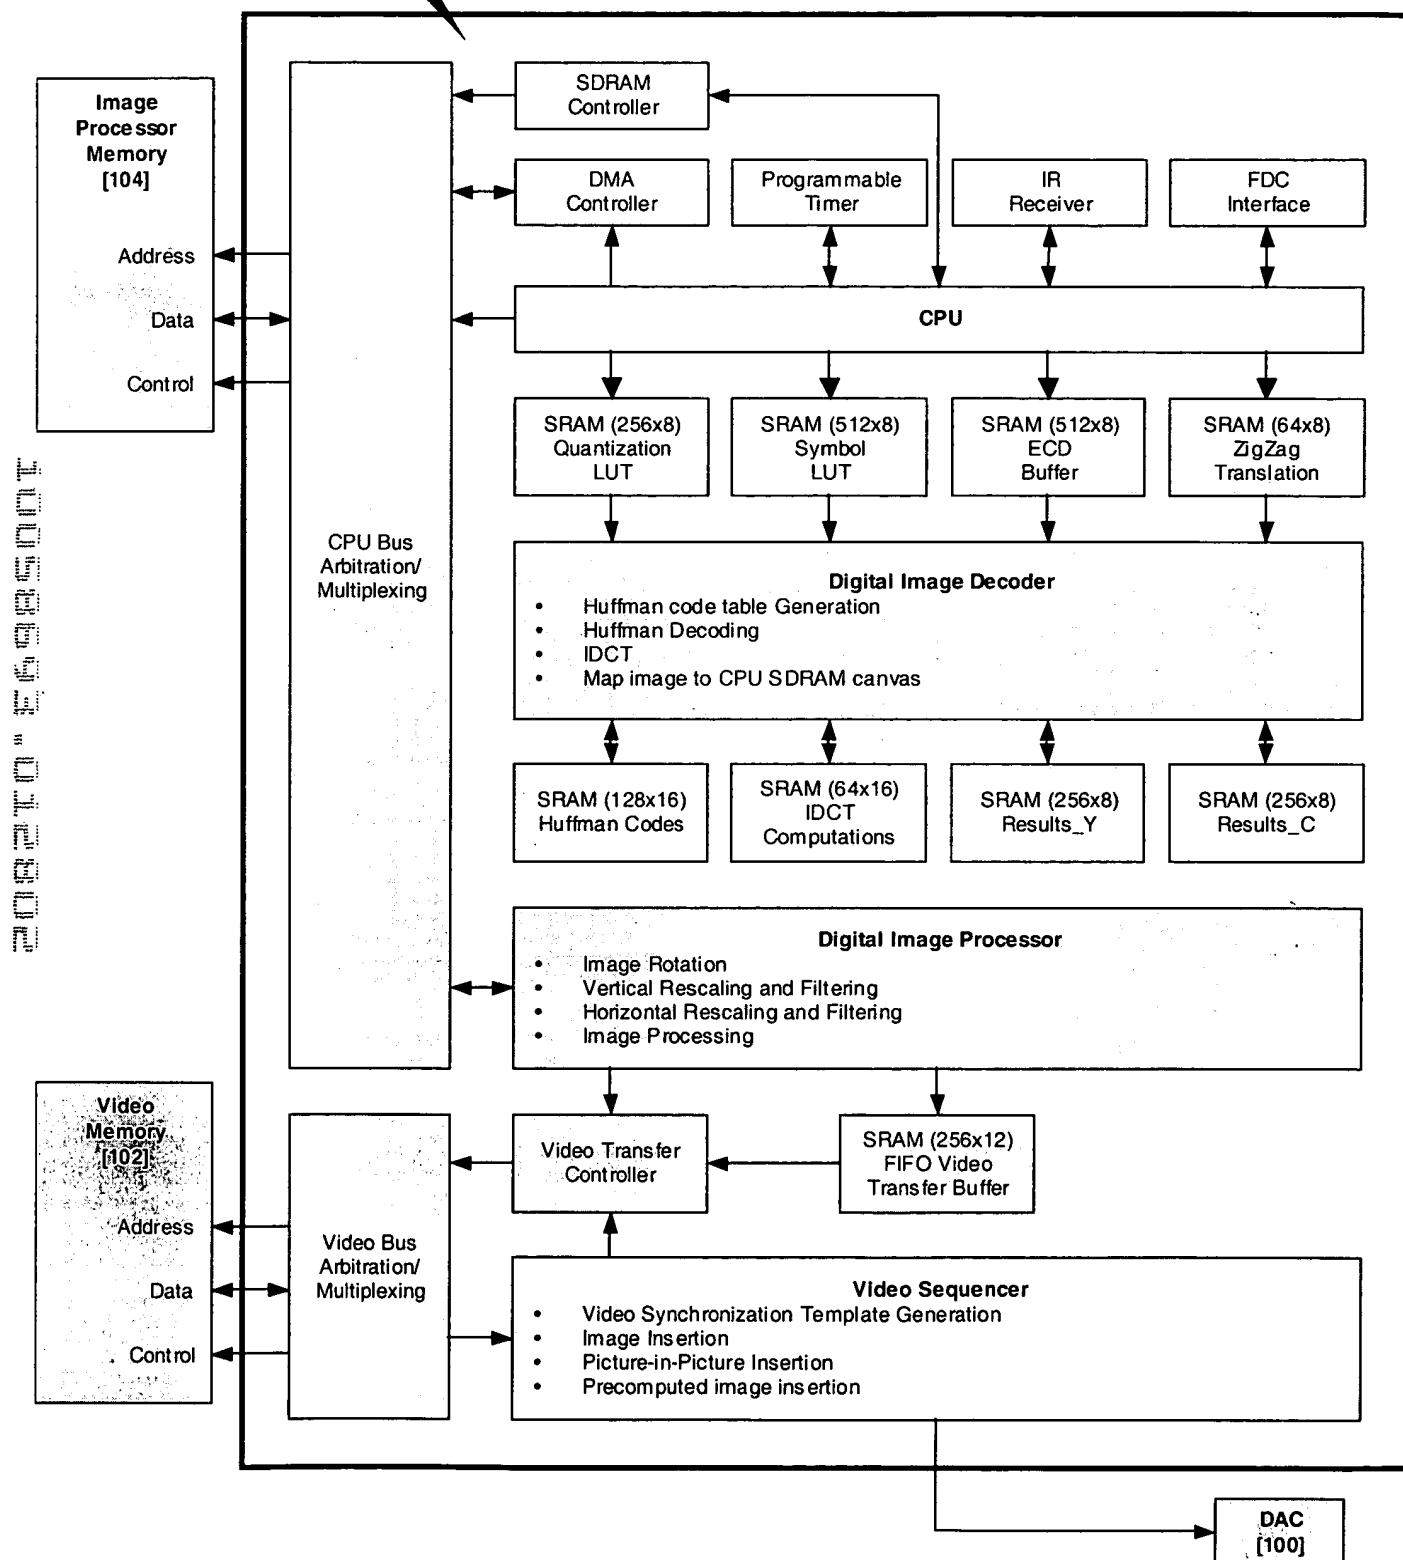 Image
Processor
Memory
[104]
Address
Data
Control
SDRAM
Controller
DMA
Controller
Programmable
Timer
IR
Receiver
FDC
Interface
CPU
SRAM (256x8)
Quantization
LUT
SRAM (512x8)
Symbol
LUT
SRAM (512x8)
ECD
Buffer
SRAM (64x8)
ZigZag
Translation
CPU Bus
Arbitration/
Multiplexing
Digital Image Decoder
• Huffman code table Generation
• Huffman Decoding
• IDCT
• Map image to CPU SDRAM canvas
SRAM (128x16)
Huffman Codes
SRAM (64x16)
IDCT
Computations
SRAM (256x8)
Results_Y
SRAM (256x8)
Results_C
Digital Image Processor
• Image Rotation
• Vertical Rescaling and Filtering
• Horizontal Rescaling and Filtering
• Image Processing
Video
Memory
[102]
Address
Data
Control
Video Bus
Arbitration/
Multiplexing
Video Transfer
Controller
SRAM (256x12)
FIFO Video
Transfer Buffer
Video Sequencer
• Video Synchronization Template Generation
• Image Insertion
• Picture-in-Picture Insertion
• Precomputed image insertion
DAC
[100]
10058693.012802